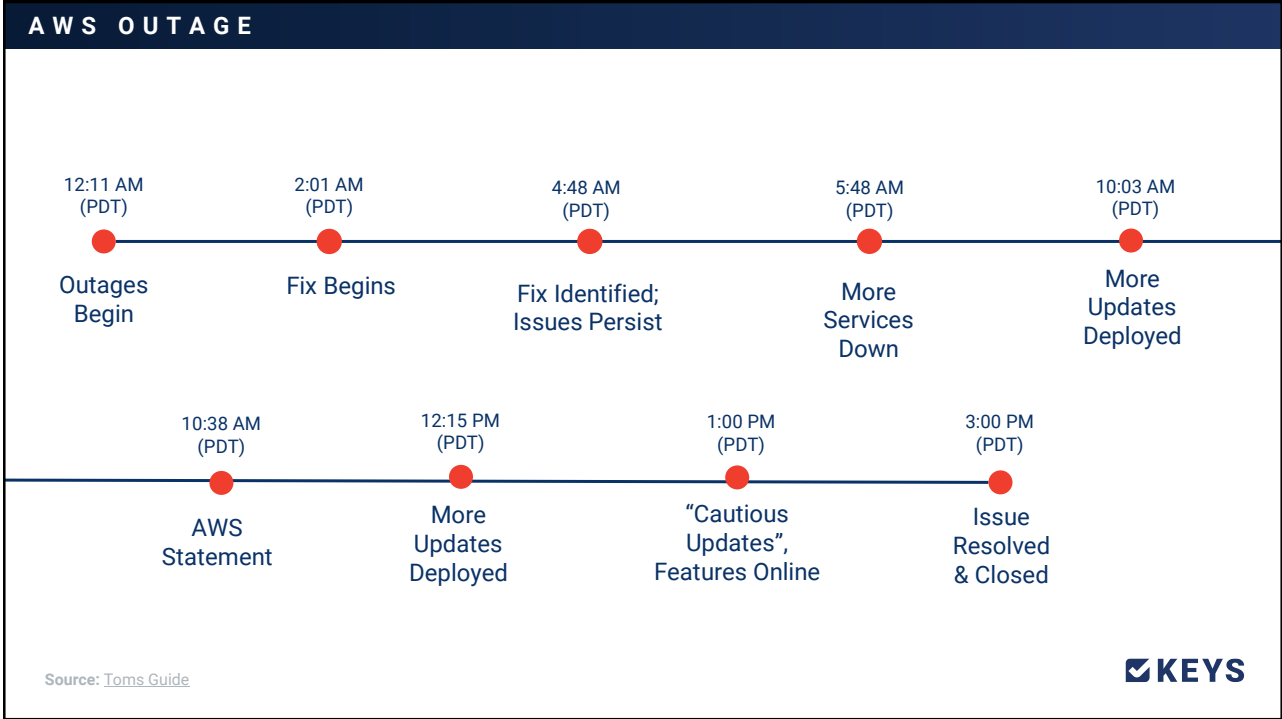 AWS OUTAGE
12:11 AM
(PDT)
Outages
Begin
2:01 AM
(PDT)
Fix Begins
4:48 AM
(PDT)
Fix Identified;
Issues Persist
5:48 AM
(PDT)
More
Services
Down
10:03 AM
(PDT)
More
Updates
Deployed
10:38 AM
(PDT)
AWS
Statement
12:15 PM
(PDT)
More
Updates
Deployed
1:00 PM
(PDT)
“Cautious
Updates”,
Features Online
3:00 PM
(PDT)
Issue
Resolved
& Closed
Source: Toms Guide
KEYS